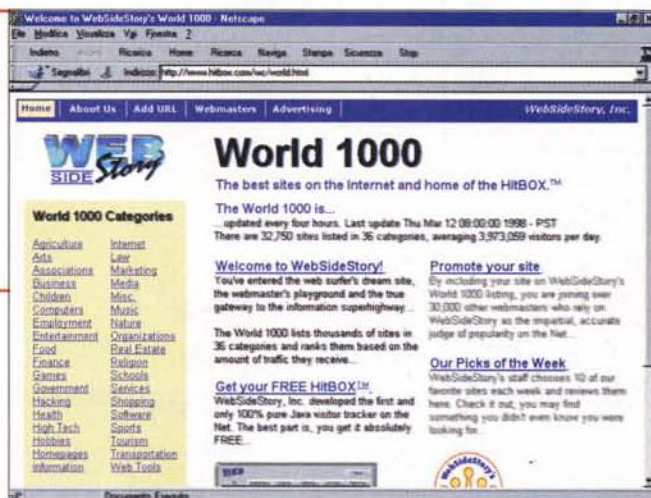 Welcome to WebSideStory's World 1000 - Netscape
File Modifica Visualizza Vai Finestra ?
Indietro Ricarica Home Ricerca Naviga Stampa Sicurezza Stop
Segnalibri Indirizzo: http://www.hitbox.com/wc/world.html
Home About Us Add URL Webmasters Advertising WebSideStory, Inc.
WEB
SIDE Story
World 1000
The best sites on the Internet and home of the HitBOX.™
The World 1000 is...
...updated every four hours. Last update Thu Mar 12 08:00:00 1998 - PST
There are 32,750 sites listed in 36 categories, averaging 3,973,059 visitors per day.
World 1000 Categories
Agriculture
Arts
Associations
Business
Children
Computers
Employment
Entertainment
Food
Finance
Games
Government
Hacking
Health
High Tech
Hobbies
Homepages
Information
Internet
Law
Marketing
Media
Misc.
Music
Nature
Organizations
Real Estate
Religion
Schools
Services
Shopping
Software
Sports
Tourism
Transportation
Web Tools
Welcome to WebSideStory!
You've entered the web surfer's dream site,
the webmaster's playground and the true
gateway to the information superhighway...
The World 1000 lists thousands of sites in
36 categories and ranks them based on the
amount of traffic they receive...
Get your FREE HitBOX™
WebSideStory, Inc. developed the first and
only 100% pure Java visitor tracker on the
Net. The best part is, you get it absolutely
FREE...
Promote your site
By including your site on WebSideStory's
World 1000 listing, you are joining over
30,000 other webmasters who rely on
WebSideStory as the impartial, accurate
judge of popularity on the Net...
Our Picks of the Week
WebSideStory's staff chooses 10 of our
favorite sites each week and reviews them
here. Check it out, you may find
something you didn't even know you were
looking for...
WebSideStory's
Documento Eseguito